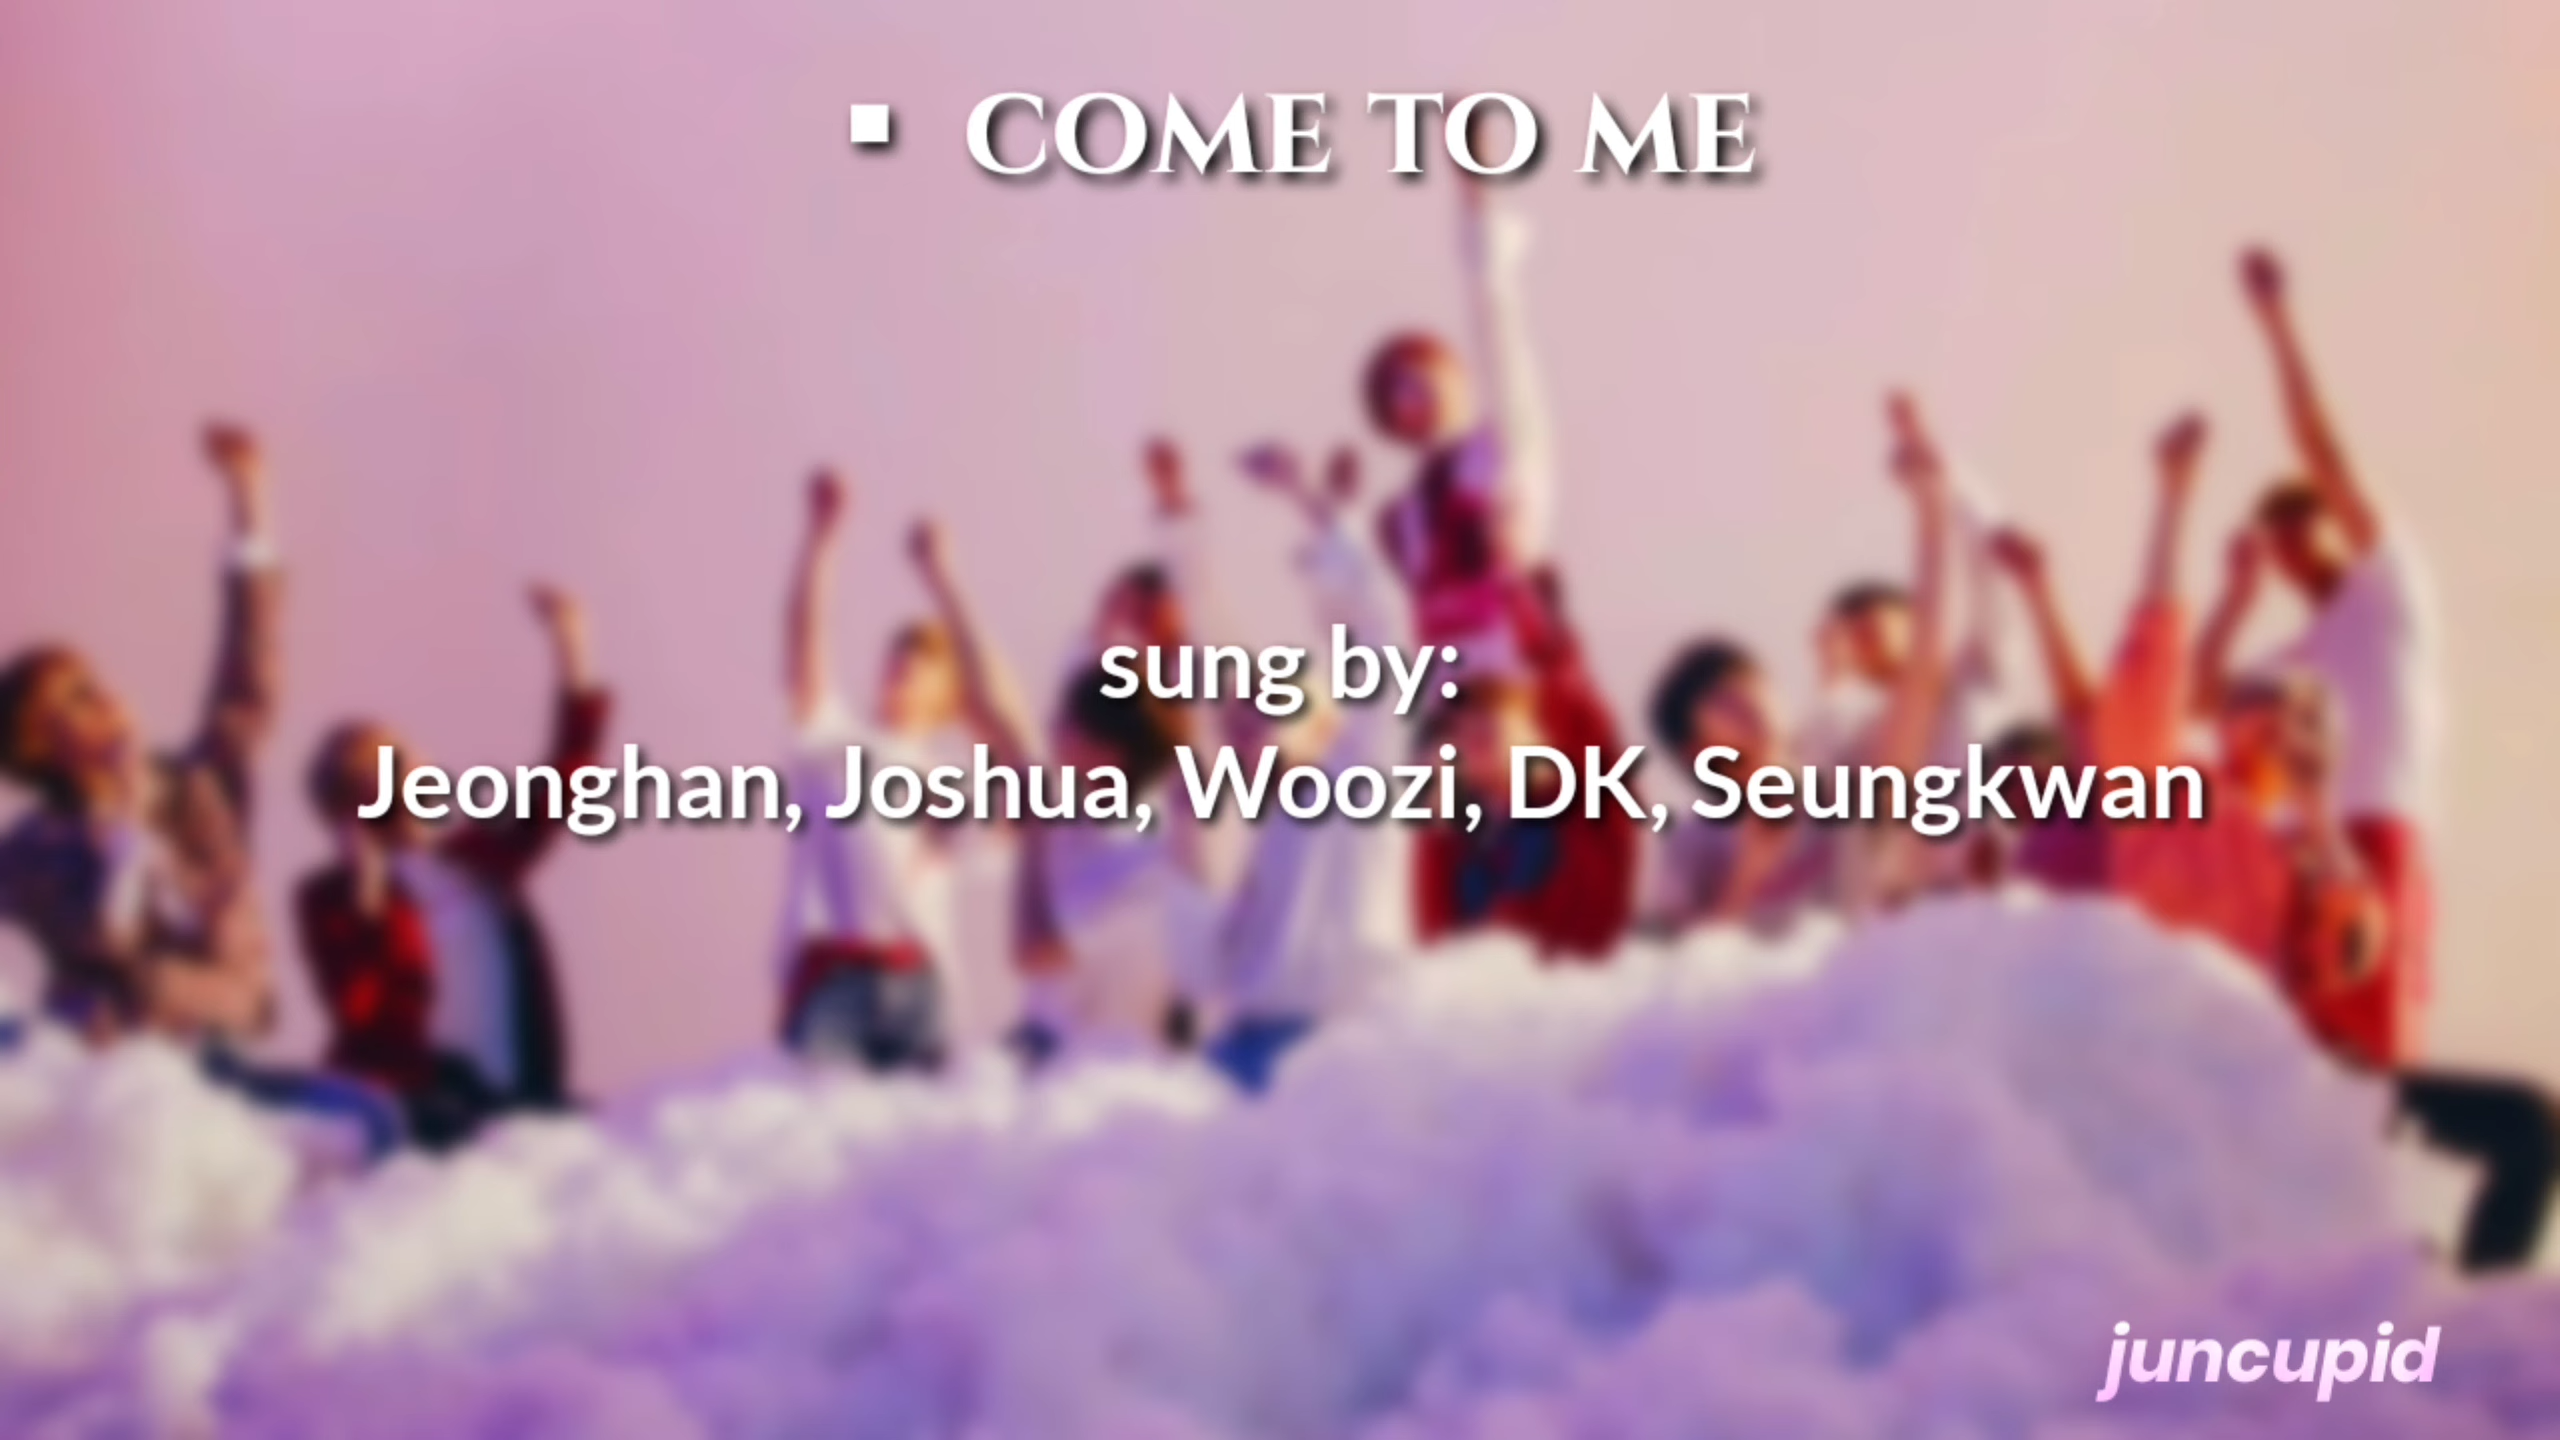 ▪ COME TO ME
sung by:
Jeonghan, Joshua, Woozi, DK, Seungkwan
juncupid